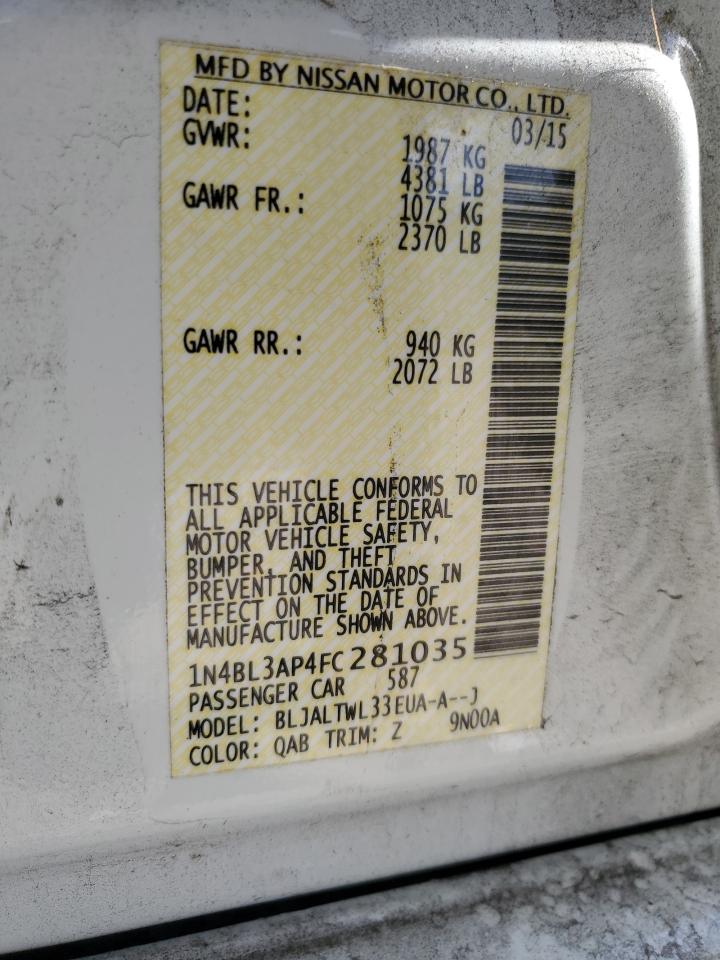 MFD BY NISSAN MOTOR CO., LTD.
DATE: 03/15
GVWR: 1987 KG
4381 LB
GAWR FR.: 1075 KG
2370 LB
GAWR RR.: 940 KG
2072 LB
THIS VEHICLE CONFORMS TO
ALL APPLICABLE FEDERAL
MOTOR VEHICLE SAFETY,
BUMPER, AND THEFT
PREVENTION STANDARDS IN
EFFECT ON THE DATE OF
MANUFACTURE SHOWN ABOVE.
1N4BL3AP4FC281035
PASSENGER CAR 587
MODEL: BLJALTWL33EUA-A--J
COLOR: QAB TRIM: Z 9N00A